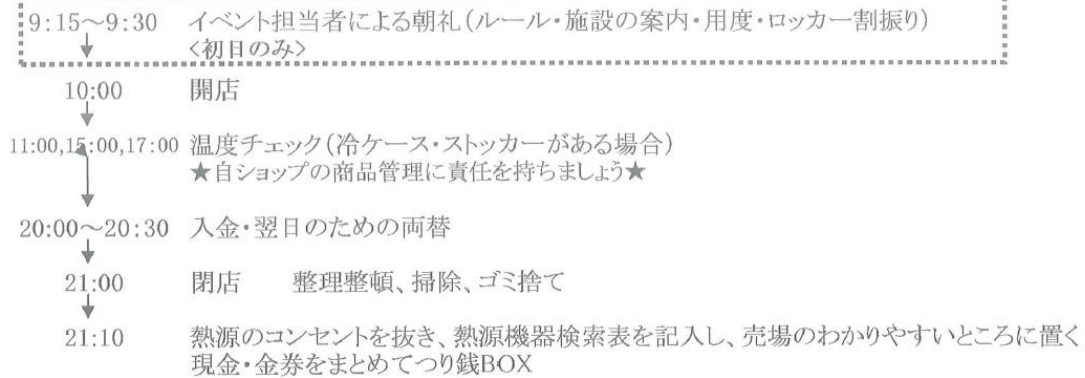 9:15～9:30 イベント担当者による朝礼(ルール・施設の案内・用度・ロッカー割振り)
<初日のみ>
10:00 開店
11:00,15:00,17:00 温度チェック(冷ケース・ストッカーがある場合)
★自ショップの商品管理に責任を持ちましょう★
20:00～20:30 入金・翌日のための両替
21:00 閉店 整理整頓、掃除、ゴミ捨て
21:10 熱源のコンセントを抜き、熱源機器検索表を記入し、売場のわかりやすいところに置く
現金・金券をまとめてつり銭BOX